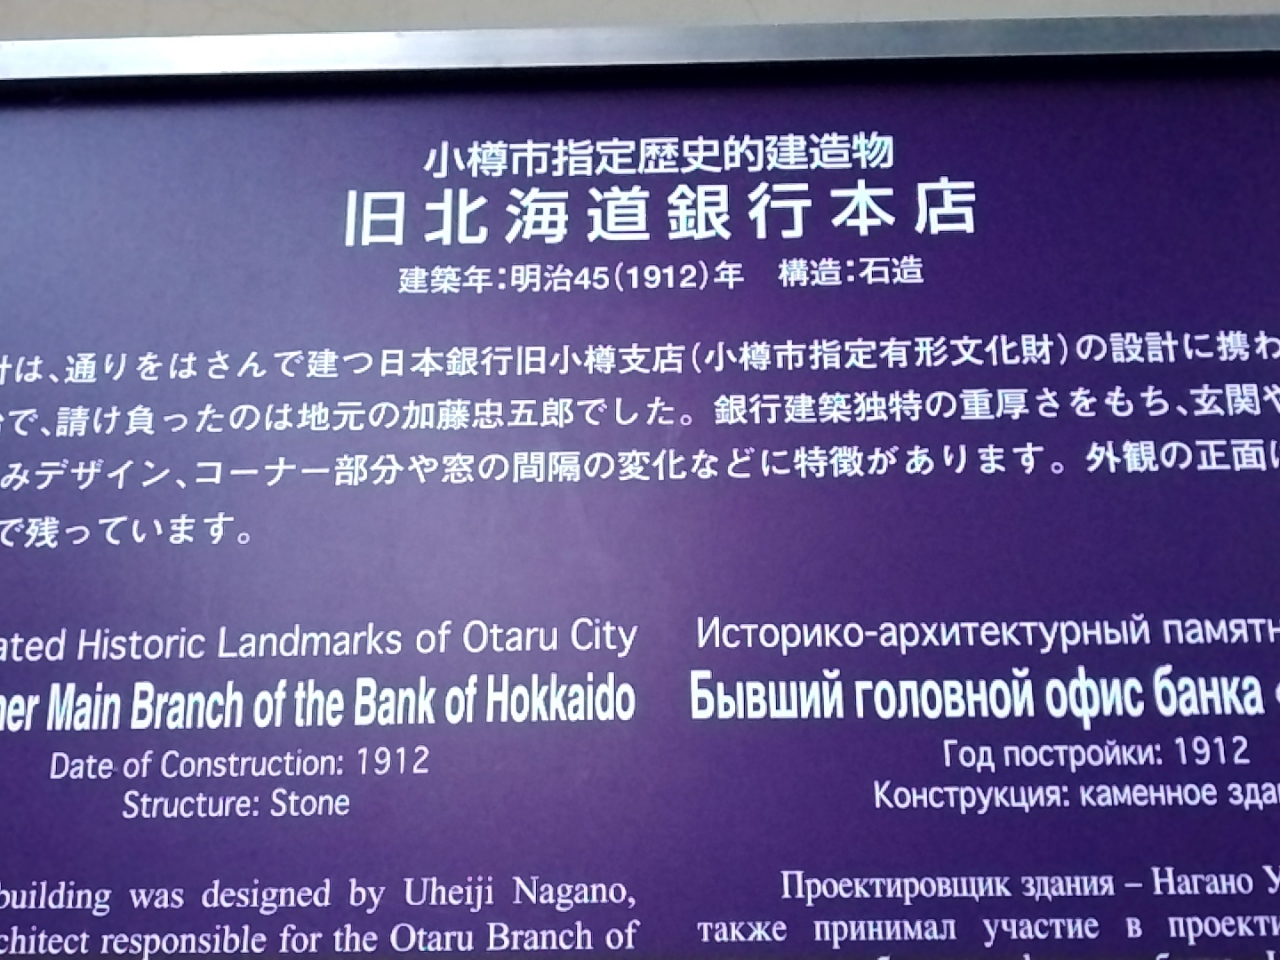 小樽市指定歴史的建造物
旧北海道銀行本店
建築年：明治45（1912）年　構造：石造
は、通りをはさんで建つ日本銀行旧小樽支店（小樽市指定有形文化財）の設計に携わ
で、請け負ったのは地元の加藤忠五郎でした。銀行建築独特の重厚さをもち、玄関や
みデザイン、コーナー部分や窓の間隔の変化などに特徴があります。外観の正面に
で残っています。
ated Historic Landmarks of Otaru City
ner Main Branch of the Bank of Hokkaido
Date of Construction: 1912
Structure: Stone
building was designed by Uheiji Nagano,
chitect responsible for the Otaru Branch of
Историко-архитектурный памятн
Бывший головной офис банка
Год постройки: 1912
Конструкция: каменное зда
Проектировщик здания – Нагано У
также принимал участие в проекти